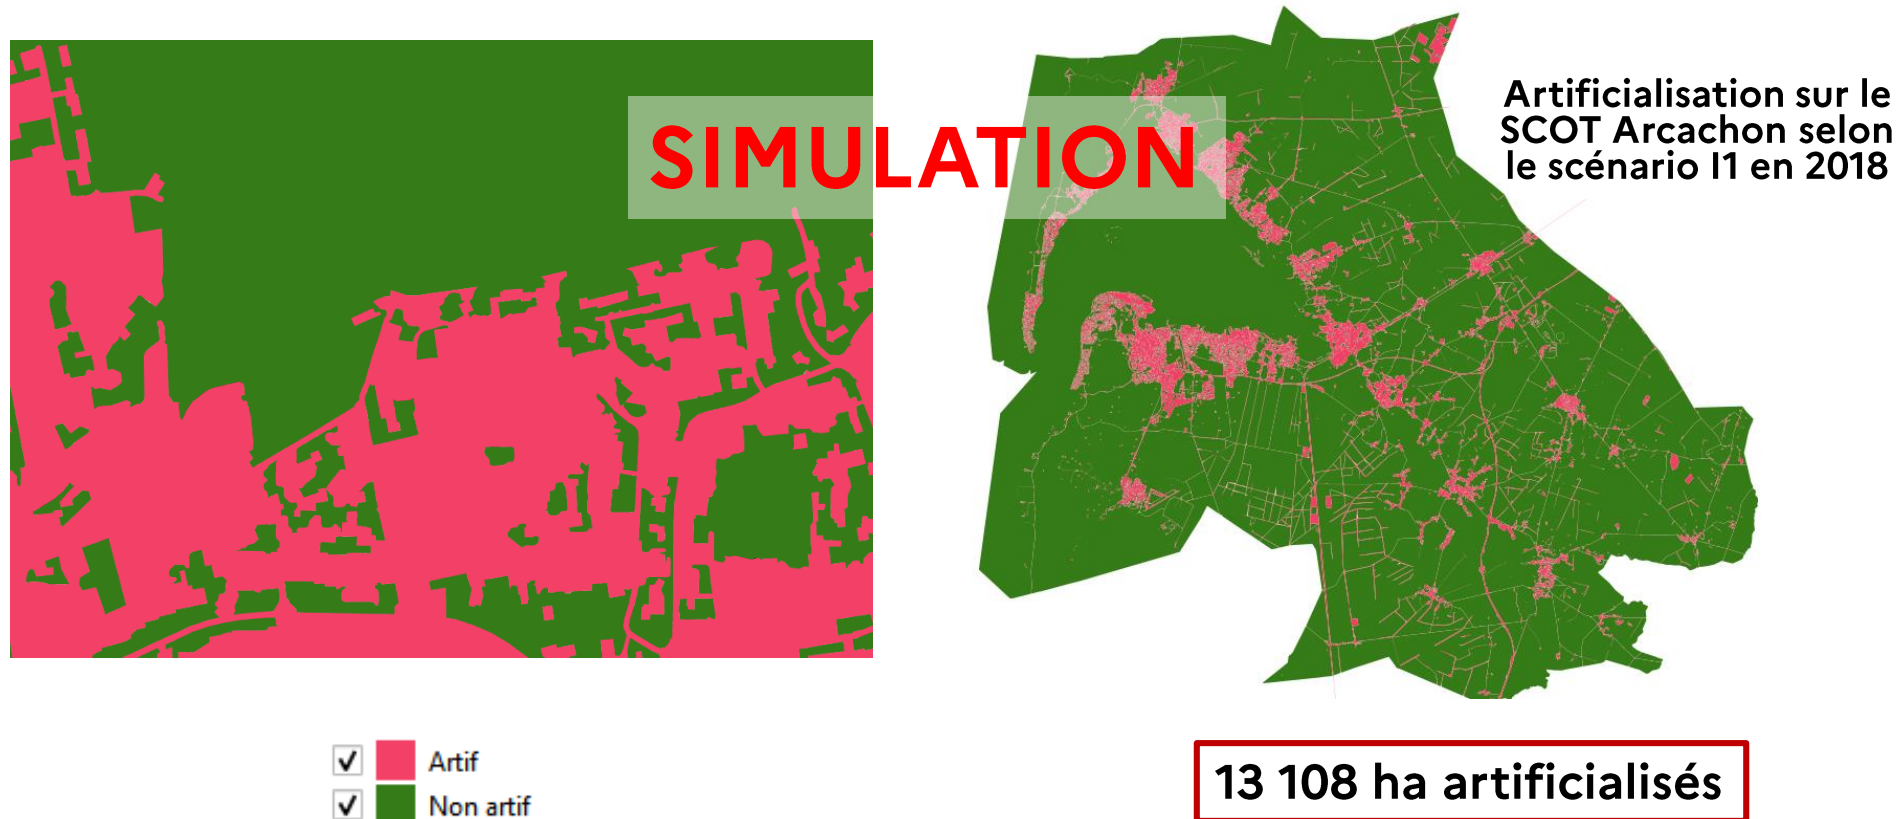 SIMULATION
Artificialisation sur le
SCOT Arcachon selon
le scénario I1 en 2018
Artif
Non artif
13 108 ha artificialisés